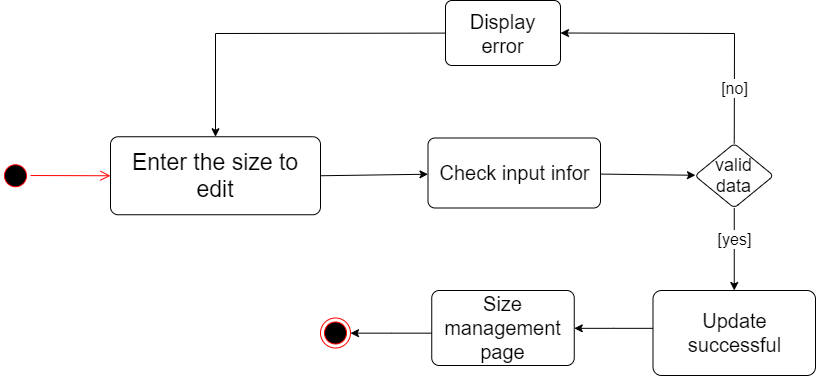 Display
error
[no]
Enter the size to
edit
Check input infor
valid
data
[yes]
Size
management
page
Update
successful